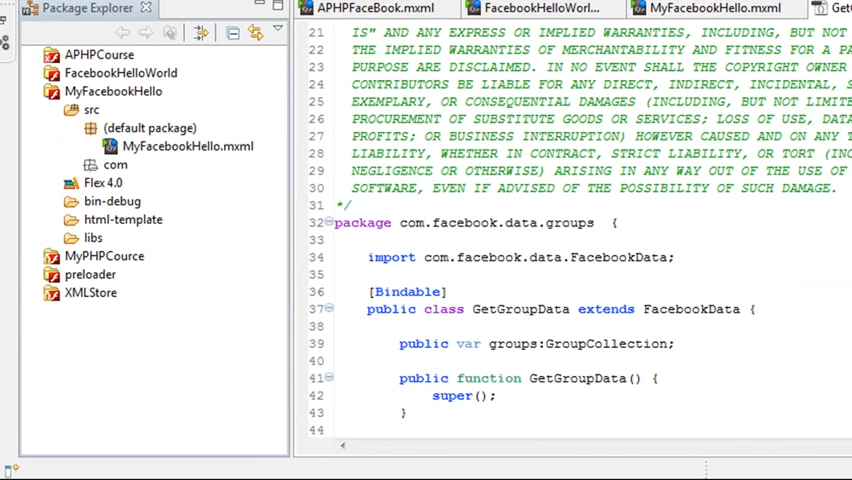 Package Explorer
APHPCourse
FacebookHelloWorld
MyFacebookHello
src
(default package)
MyFacebookHello.mxml
com
Flex 4.0
bin-debug
html-template
libs
MyPHPCource
preloader
XMLStore
APHPFaceBook.mxml
FacebookHelloWorl...
MyFacebookHello.mxml
21 IS" AND ANY EXPRESS OR IMPLIED WARRANTIES, INCLUDING, BUT NOT
22 THE IMPLIED WARRANTIES OF MERCHANTABILITY AND FITNESS FOR A PA
23 PURPOSE ARE DISCLAIMED. IN NO EVENT SHALL THE COPYRIGHT OWNER
24 CONTRIBUTORS BE LIABLE FOR ANY DIRECT, INDIRECT, INCIDENTAL, S
25 EXEMPLARY, OR CONSEQUENTIAL DAMAGES (INCLUDING, BUT NOT LIMITE
26 PROCUREMENT OF SUBSTITUTE GOODS OR SERVICES; LOSS OF USE, DATA
27 PROFITS; OR BUSINESS INTERRUPTION) HOWEVER CAUSED AND ON ANY T
28 LIABILITY, WHETHER IN CONTRACT, STRICT LIABILITY, OR TORT (INC
29 NEGLIGENCE OR OTHERWISE) ARISING IN ANY WAY OUT OF THE USE OF
30 SOFTWARE, EVEN IF ADVISED OF THE POSSIBILITY OF SUCH DAMAGE.
31 */
32 package com.facebook.data.groups {
33
34 import com.facebook.data.FacebookData;
35
36 [Bindable]
37 public class GetGroupData extends FacebookData {
38
39 public var groups:GroupCollection;
40
41 public function GetGroupData() {
42 super();
43 }
44